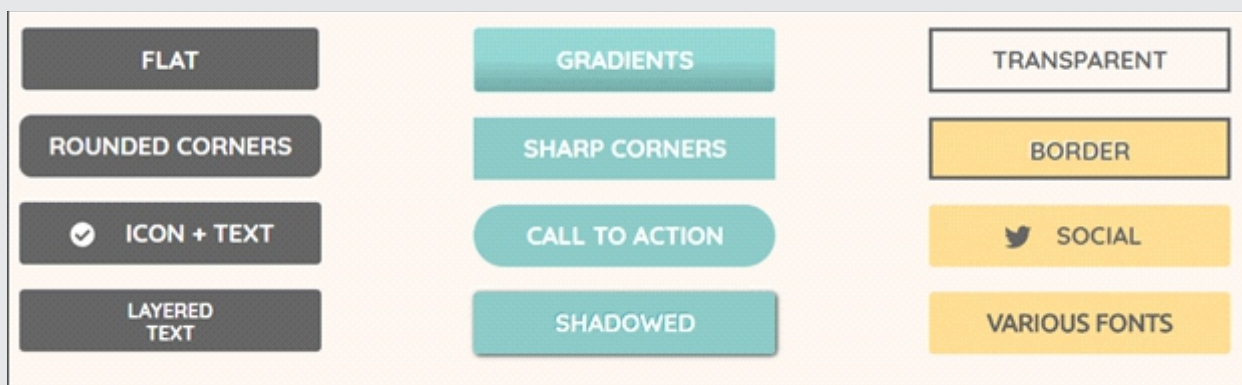 FLAT
GRADIENTS
TRANSPARENT
ROUNDED CORNERS
SHARP CORNERS
BORDER
ICON + TEXT
CALL TO ACTION
SOCIAL
LAYERED
TEXT
SHADOWED
VARIOUS FONTS